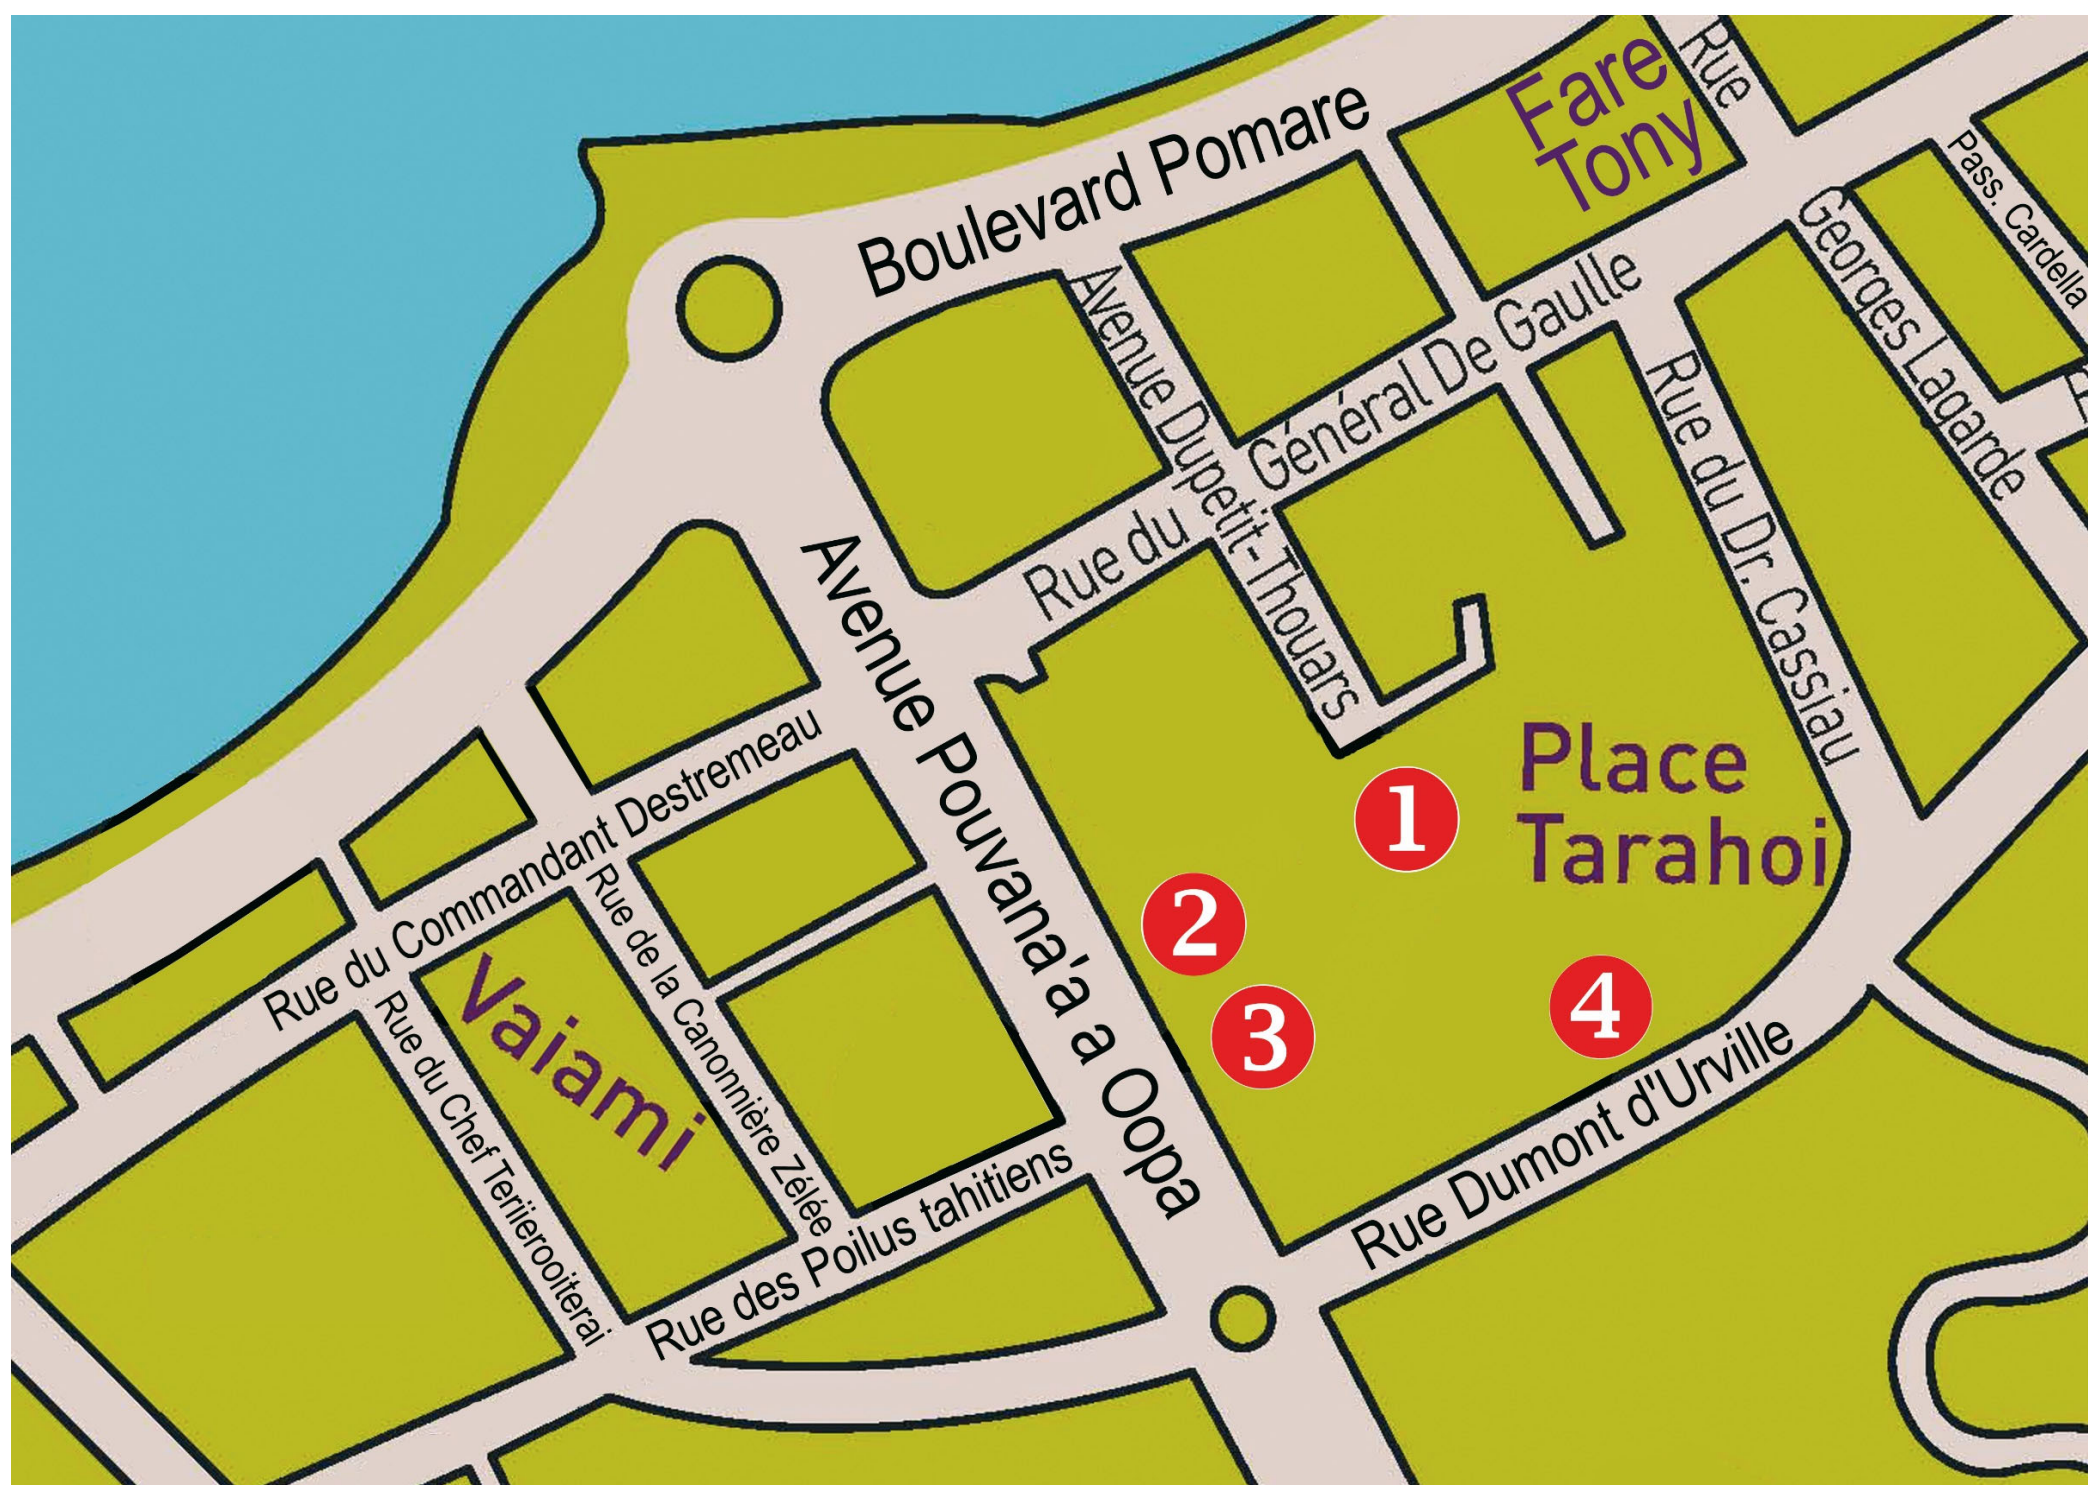 Rue
Fare
Tony
Boulevard Pomare
Pass. Cardella
Georges Lagarde
Avenue Dupetit-Thouars
Rue du Général De Gaulle
Rue du Dr. Cassiau
Avenue Pouvana'a a Oopa
Place
Tarahoi
1
2
3
4
Rue du Commandant Destremeau
Rue de la Canonnière Zélée
Vaiami
Rue du Chef Teriierooiterai
Rue des Poilus tahitiens
Rue Dumont d'Urville